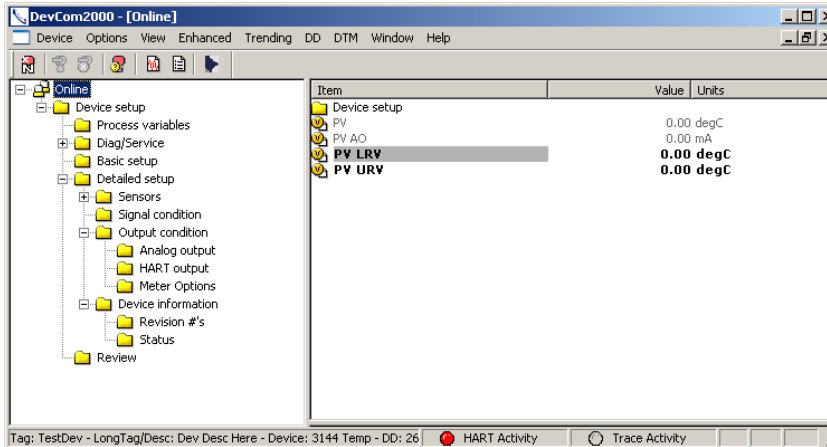 DevCom2000 - [Online]
Device Options View Enhanced Trending DD DTM Window Help
Online
Device setup
Process variables
Diag/Service
Basic setup
Detailed setup
Sensors
Signal condition
Output condition
Analog output
HART output
Meter Options
Device information
Revision #'s
Status
Review
Item Value Units
Device setup
PV 0.00 degC
PV AO 0.00 mA
PV LRV 0.00 degC
PV URV 0.00 degC
Tag: TestDev - LongTag/Desc: Dev Desc Here - Device: 3144 Temp - DD: 26 HART Activity Trace Activity